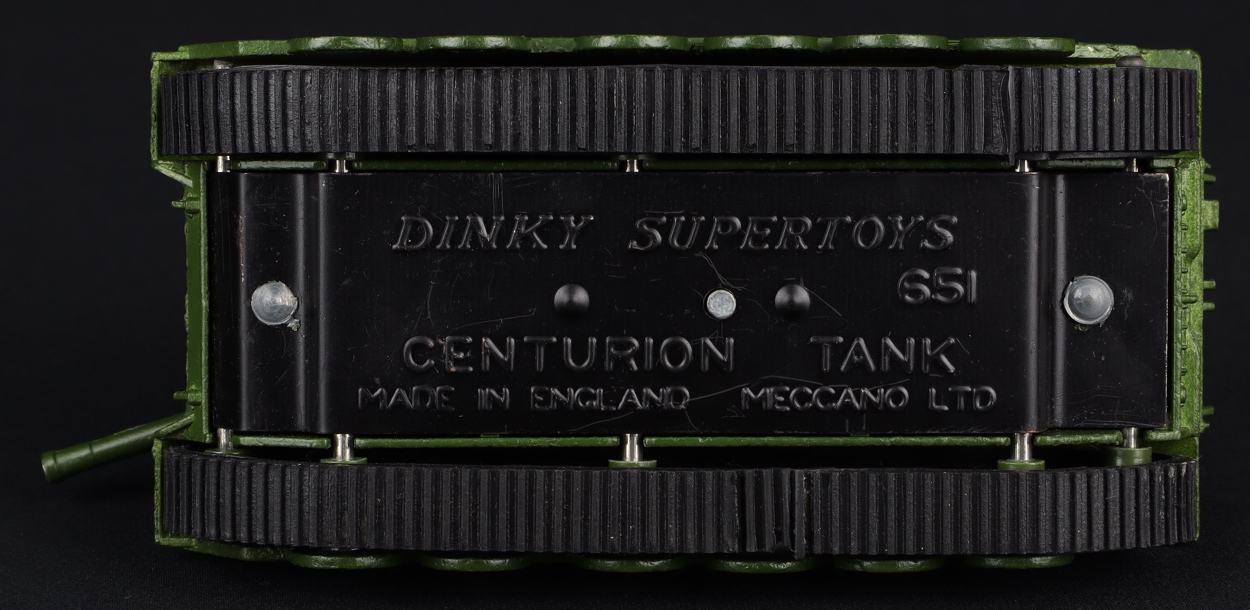 DINKY SUPERTOYS
651
CENTURION TANK
MADE IN ENGLAND MECCANO LTD